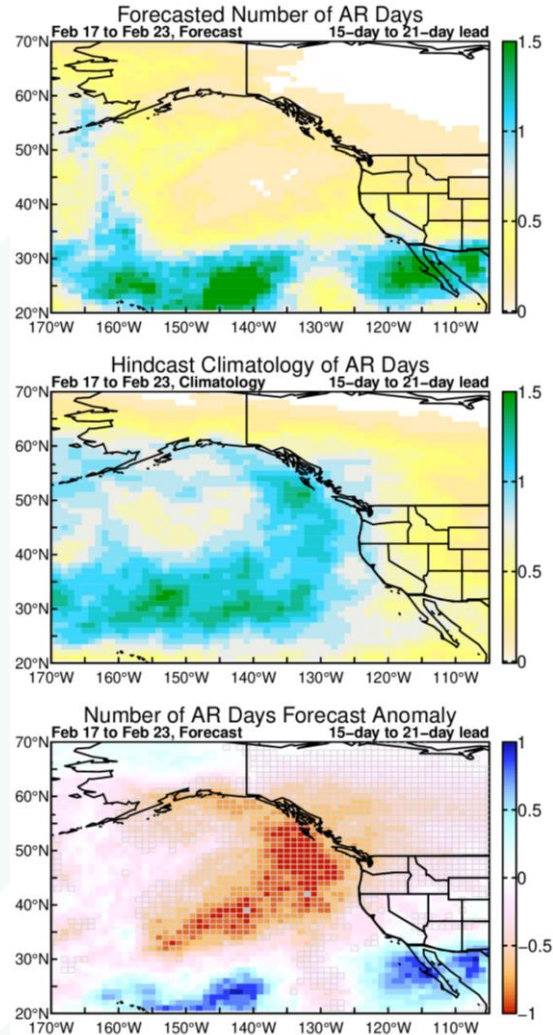 Forecasted Number of AR Days
Feb 17 to Feb 23, Forecast 15-day to 21-day lead
70°N
60°N
50°N
40°N
30°N
20°N
170°W 160°W 150°W 140°W 130°W 120°W 110°W
1.5
1
0.5
0
Hindcast Climatology of AR Days
Feb 17 to Feb 23, Climatology 15-day to 21-day lead
70°N
60°N
50°N
40°N
30°N
20°N
170°W 160°W 150°W 140°W 130°W 120°W 110°W
1.5
1
0.5
0
Number of AR Days Forecast Anomaly
Feb 17 to Feb 23, Forecast 15-day to 21-day lead
70°N
60°N
50°N
40°N
30°N
20°N
170°W 160°W 150°W 140°W 130°W 120°W 110°W
1
0.5
0
−0.5
−1